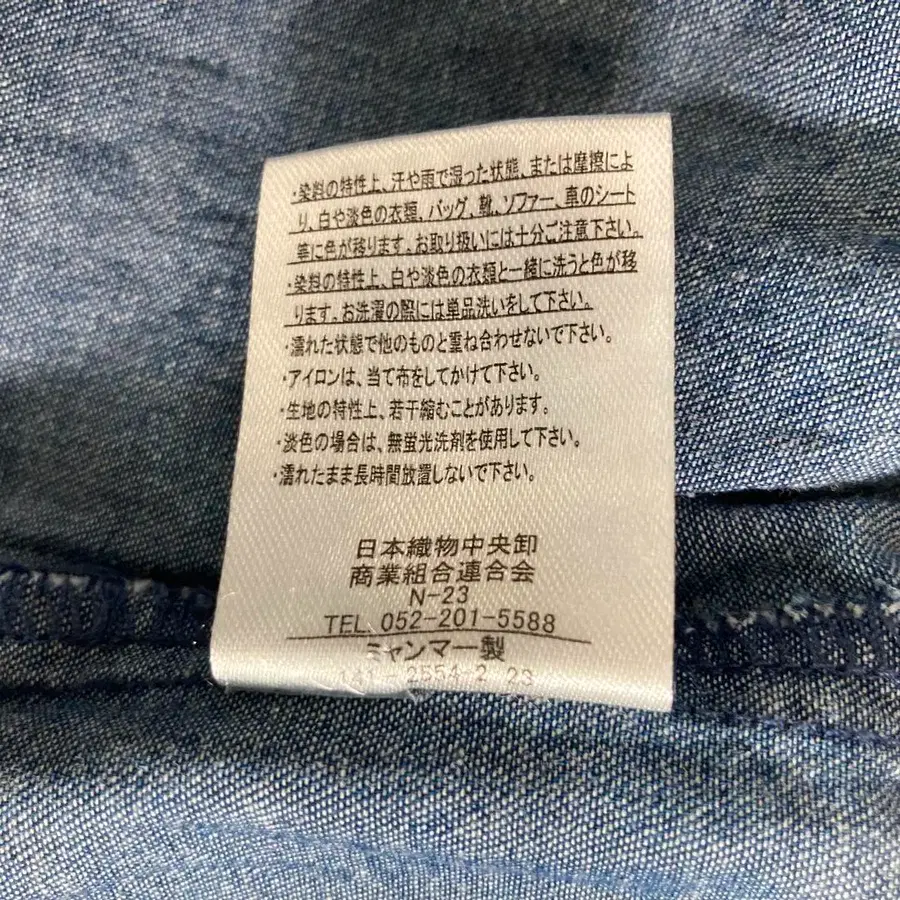 ・染料の特性上、汗や雨で湿った状態、または摩擦によ
り、白や淡色の衣類、バッグ、靴、ソファー、車のシート
等に色が移ります。お取り扱いには十分ご注意下さい。
・染料の特性上、白や淡色の衣類と一緒に洗うと色が移
ります。お洗濯の際には単品洗いをして下さい。
・濡れた状態で他のものと重ね合わせないで下さい。
・アイロンは、当て布をしてかけて下さい。
・生地の特性上、若干縮むことがあります。
・淡色の場合は、無蛍光洗剤を使用して下さい。
・濡れたまま長時間放置しないで下さい。
日本織物中央卸
商業組合連合会
N-23
TEL.052-201-5588
ミャンマー製
141-2554-2 23